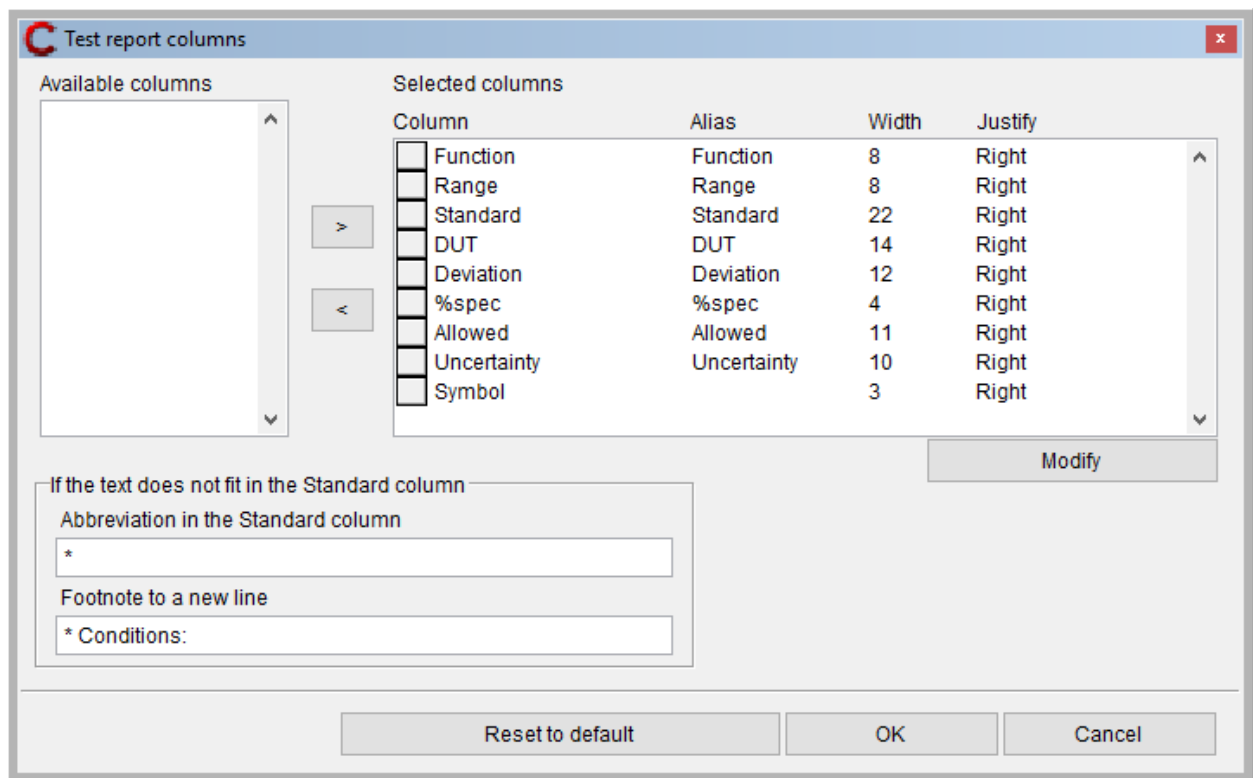 Test report columns
x
Available columns
Selected columns
Column Alias Width Justify
Function Function 8 Right
Range Range 8 Right
Standard Standard 22 Right
> DUT DUT 14 Right
Deviation Deviation 12 Right
< %spec %spec 4 Right
Allowed Allowed 11 Right
Uncertainty Uncertainty 10 Right
Symbol 3 Right
Modify
If the text does not fit in the Standard column
Abbreviation in the Standard column
*
Footnote to a new line
* Conditions:
Reset to default OK Cancel